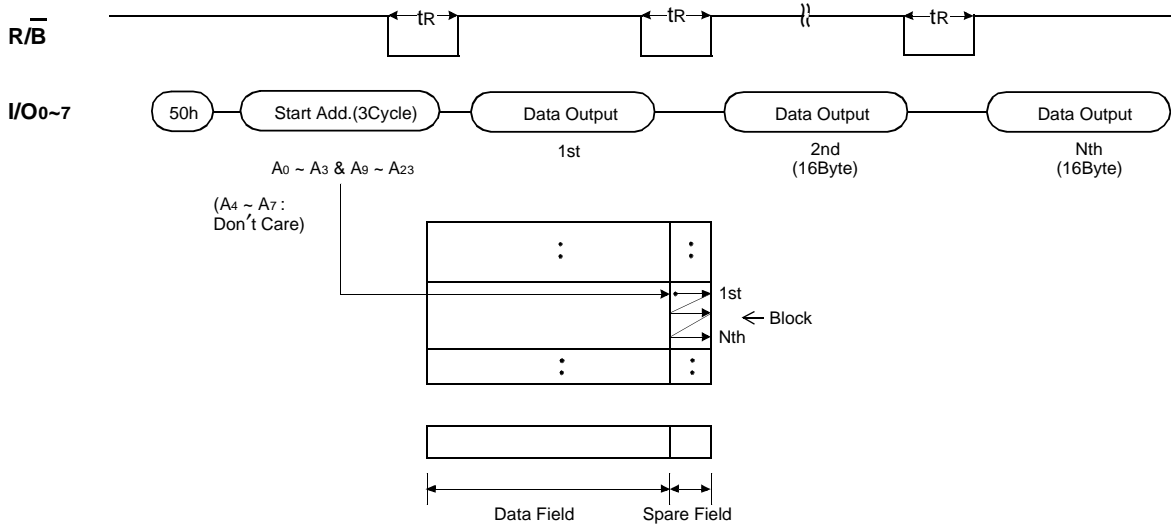 tR tR tR
R/B
I/O0~7 50h Start Add.(3Cycle) Data Output Data Output Data Output
1st 2nd Nth
(16Byte) (16Byte)
A0 ~ A3 & A9 ~ A23
(A4 ~ A7 :
Don't Care)
1st
Block
Nth
Data Field Spare Field